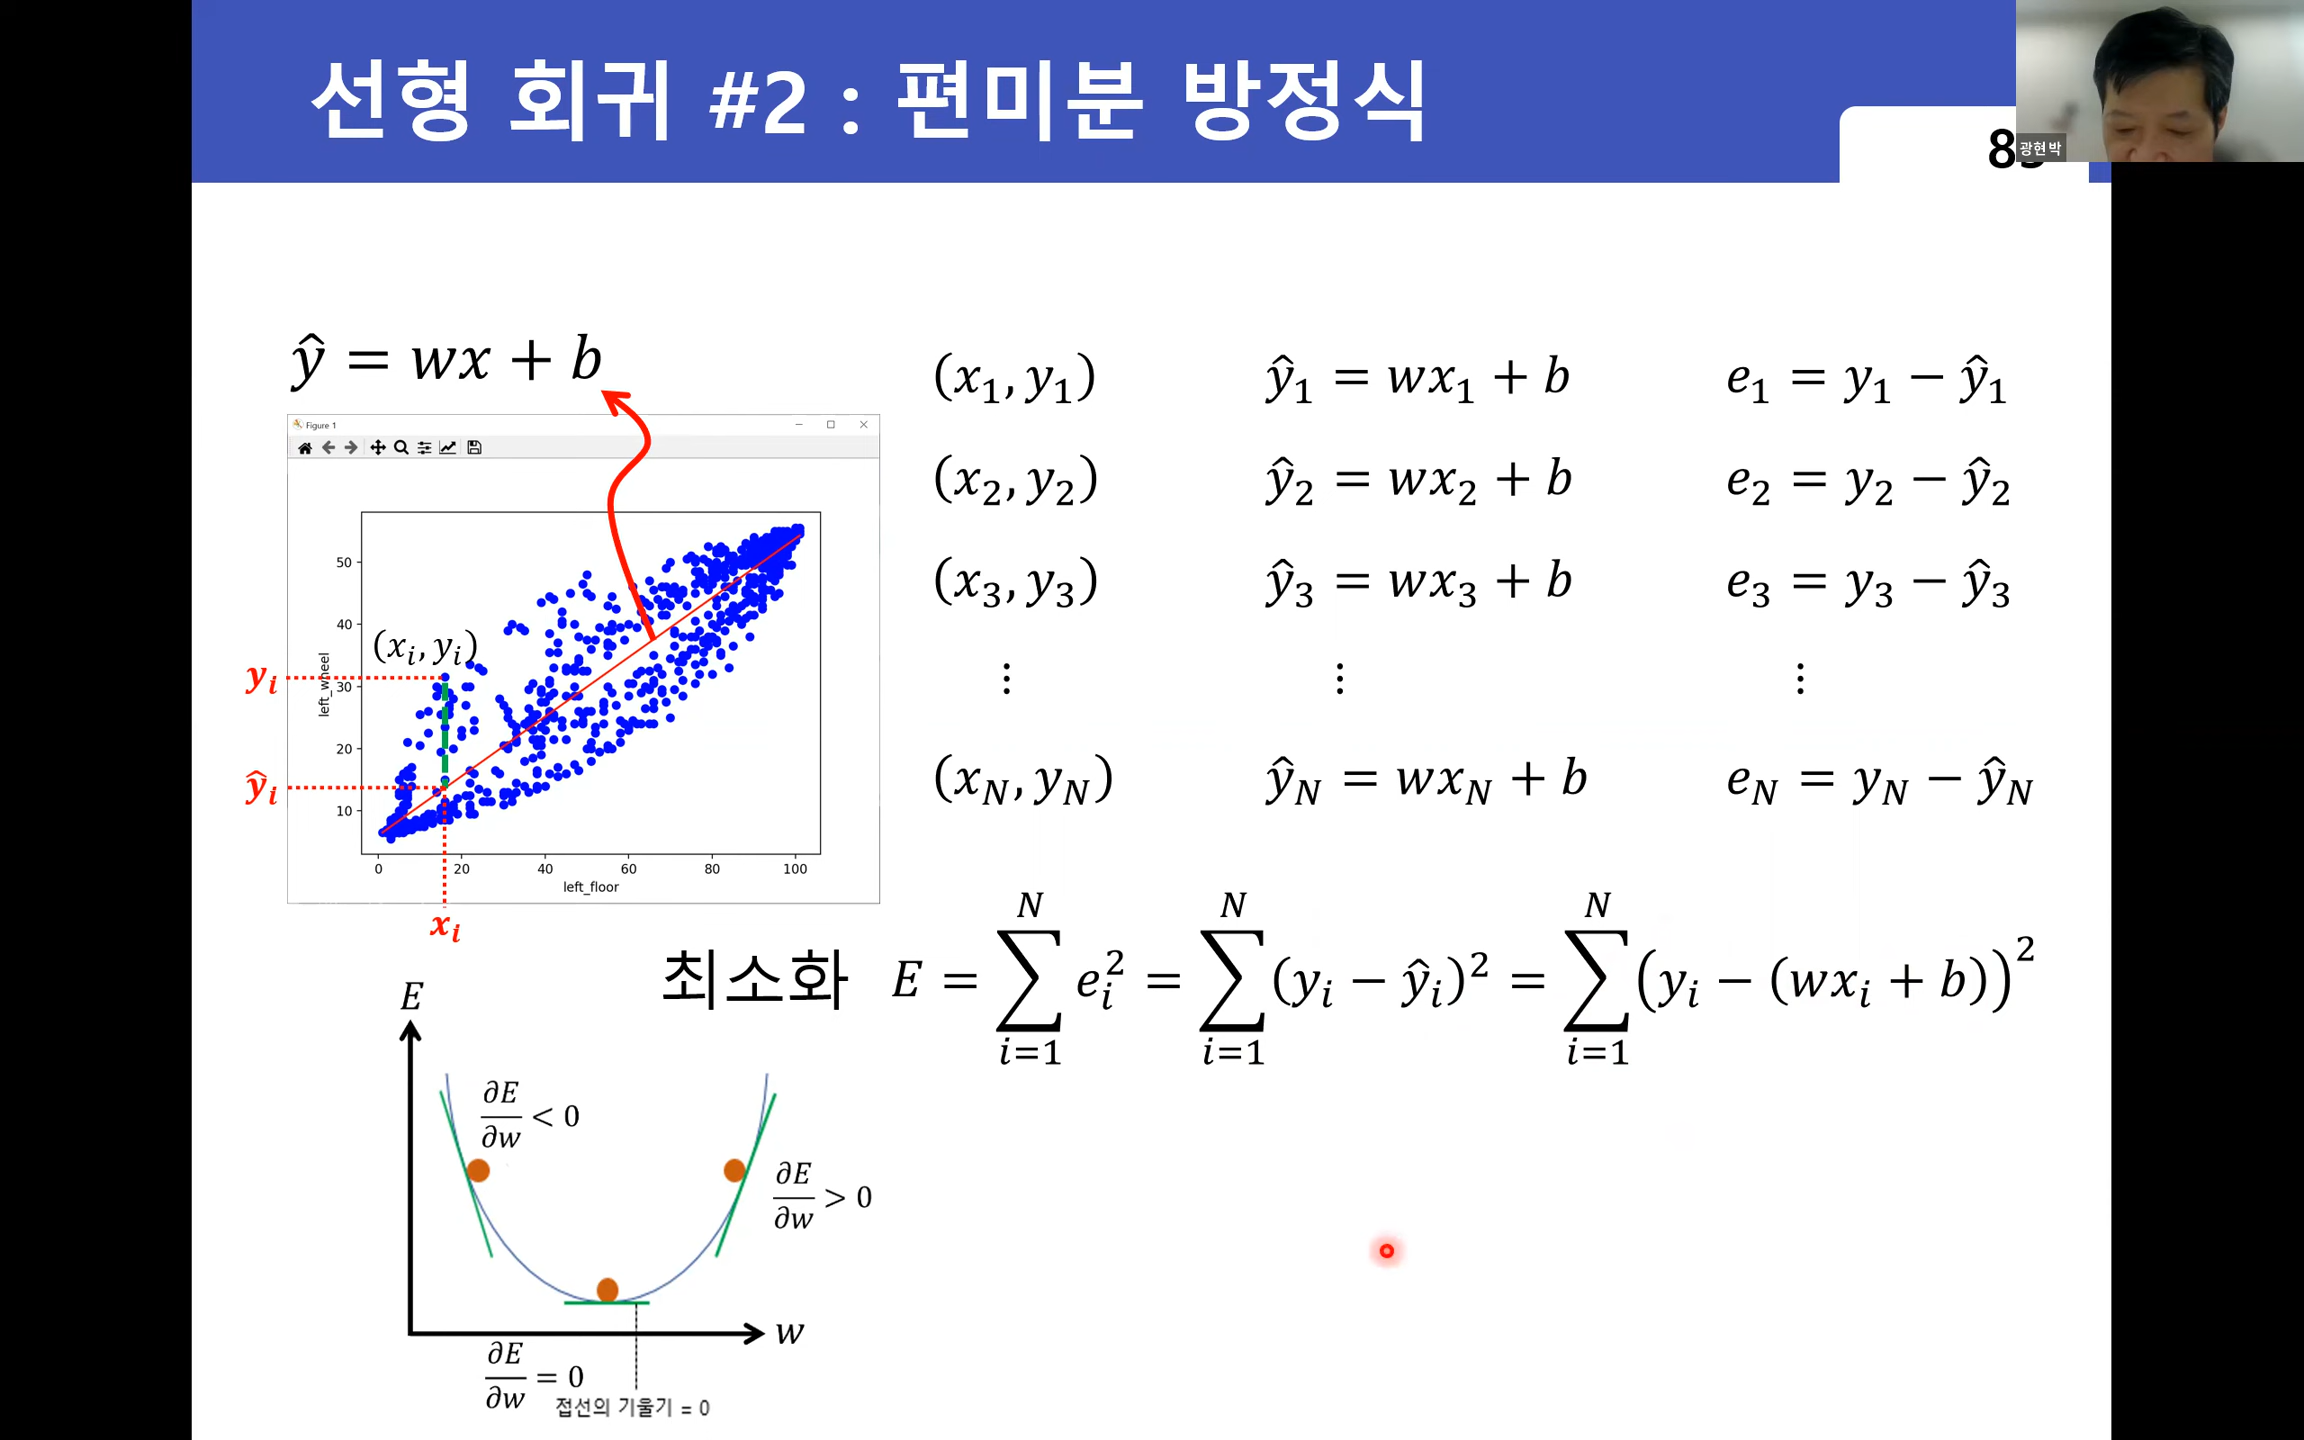 선형 회귀 #2 : 편미분 방정식
광현 박
ŷ = wx + b
(x₁, y₁) ŷ₁ = wx₁ + b e₁ = y₁ − ŷ₁
(x₂, y₂) ŷ₂ = wx₂ + b e₂ = y₂ − ŷ₂
(x₃, y₃) ŷ₃ = wx₃ + b e₃ = y₃ − ŷ₃
⋮ ⋮ ⋮
(x_N, y_N) ŷ_N = wx_N + b e_N = y_N − ŷ_N
Figure 1
50
40
30
20
10
left_wheel
(xᵢ, yᵢ)
yᵢ
ŷᵢ
0 20 40 60 80 100
left_floor
xᵢ
최소화 E = ∑_{i=1}^{N} eᵢ² = ∑_{i=1}^{N} (yᵢ − ŷᵢ)² = ∑_{i=1}^{N} (yᵢ − (wxᵢ + b))²
E
∂E/∂w < 0
∂E/∂w > 0
w
∂E/∂w = 0
접선의 기울기 = 0